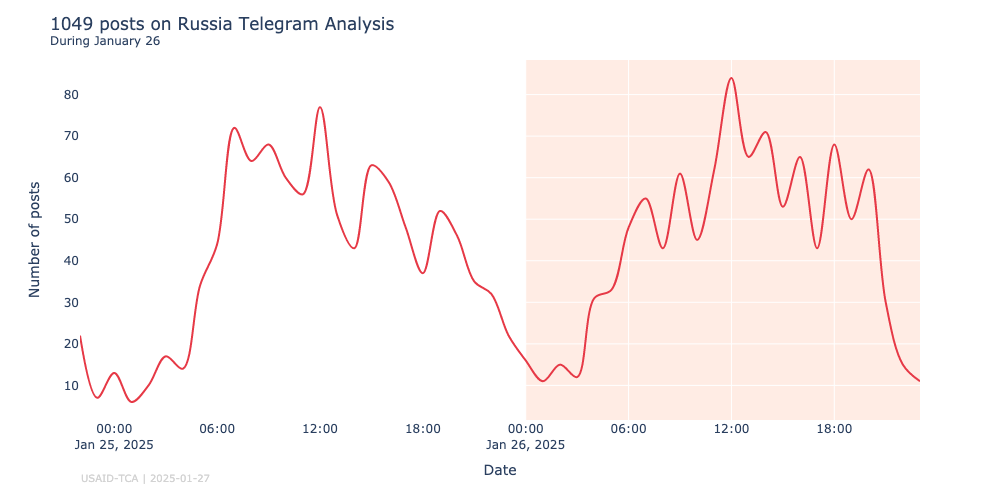 1049 posts on Russia Telegram Analysis
During January 26
Number of posts
80
70
60
50
40
30
20
10
00:00 06:00 12:00 18:00 00:00 06:00 12:00 18:00
Jan 25, 2025 Jan 26, 2025
Date
USAID-TCA | 2025-01-27